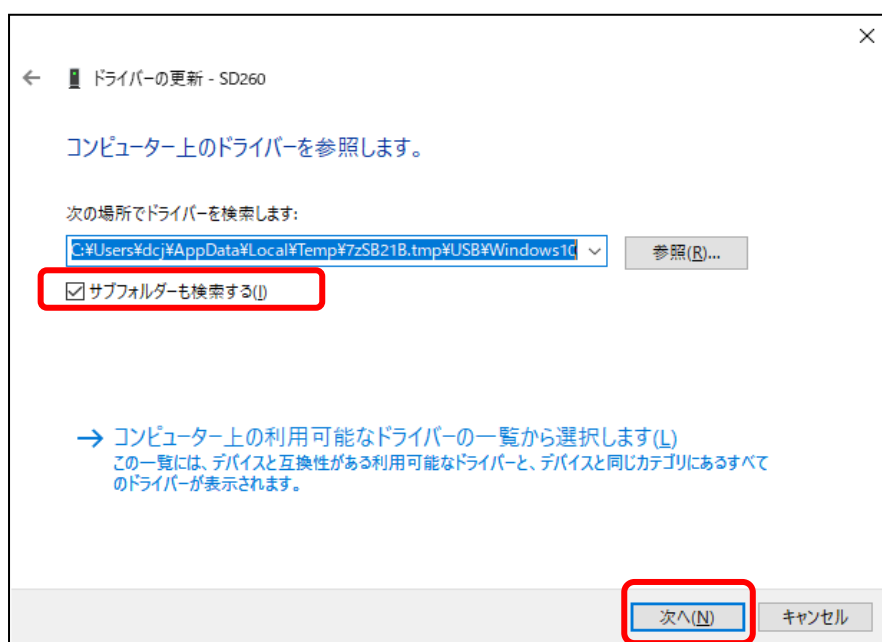 ドライバーの更新 - SD260
コンピューター上のドライバーを参照します。
次の場所でドライバーを検索します:
C:¥Users¥dcj¥AppData¥Local¥Temp¥7zSB21B.tmp¥USB¥Windows10
参照(R)...
サブフォルダーも検索する(I)
コンピューター上の利用可能なドライバーの一覧から選択します(L)
この一覧には、デバイスと互換性がある利用可能なドライバーと、デバイスと同じカテゴリにあるすべて
のドライバーが表示されます。
次へ(N)
キャンセル